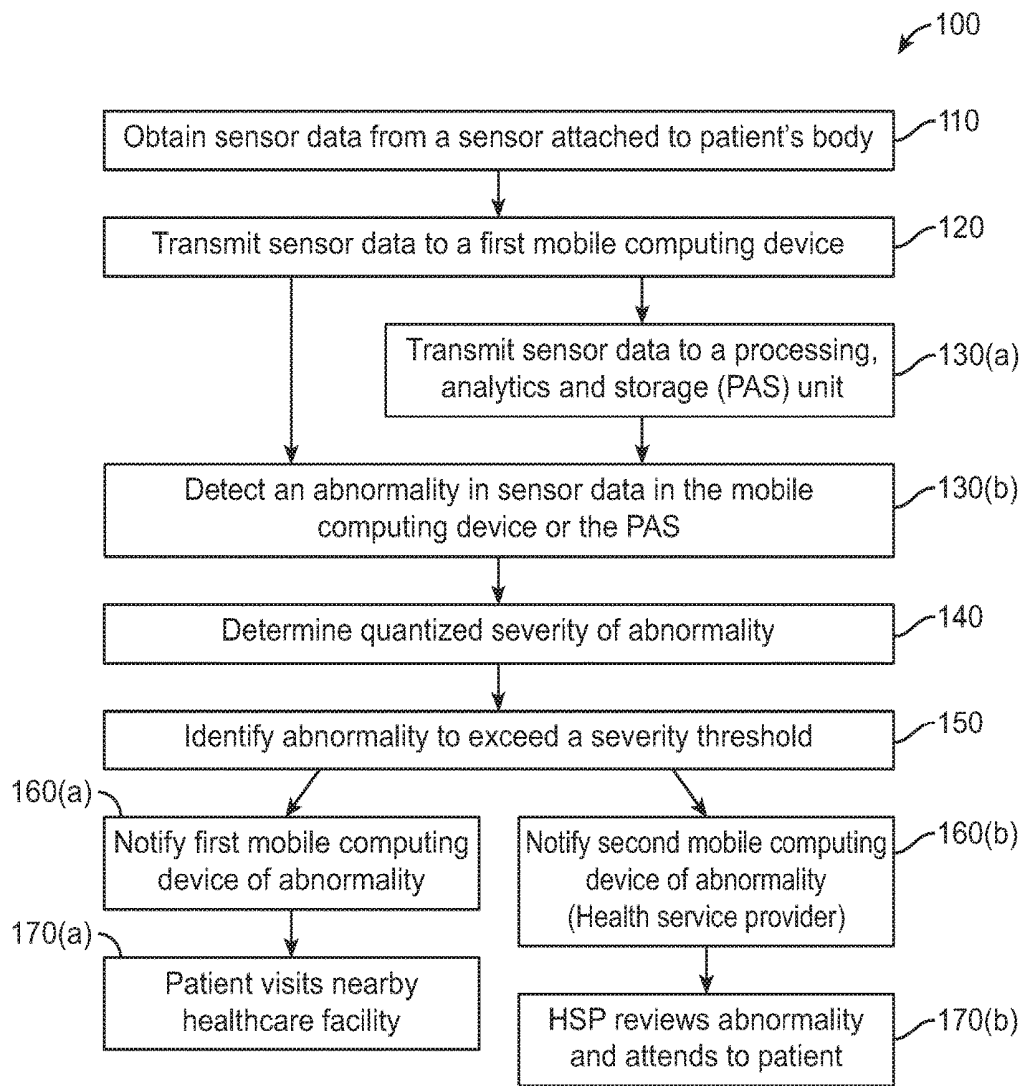 100
Obtain sensor data from a sensor attached to patient's body
110
Transmit sensor data to a first mobile computing device
120
Transmit sensor data to a processing,
analytics and storage (PAS) unit
130(a)
Detect an abnormality in sensor data in the mobile
computing device or the PAS
130(b)
Determine quantized severity of abnormality
140
Identify abnormality to exceed a severity threshold
150
160(a)
Notify first mobile computing
device of abnormality
Notify second mobile computing
device of abnormality
(Health service provider)
160(b)
170(a)
Patient visits nearby
healthcare facility
HSP reviews abnormality
and attends to patient
170(b)